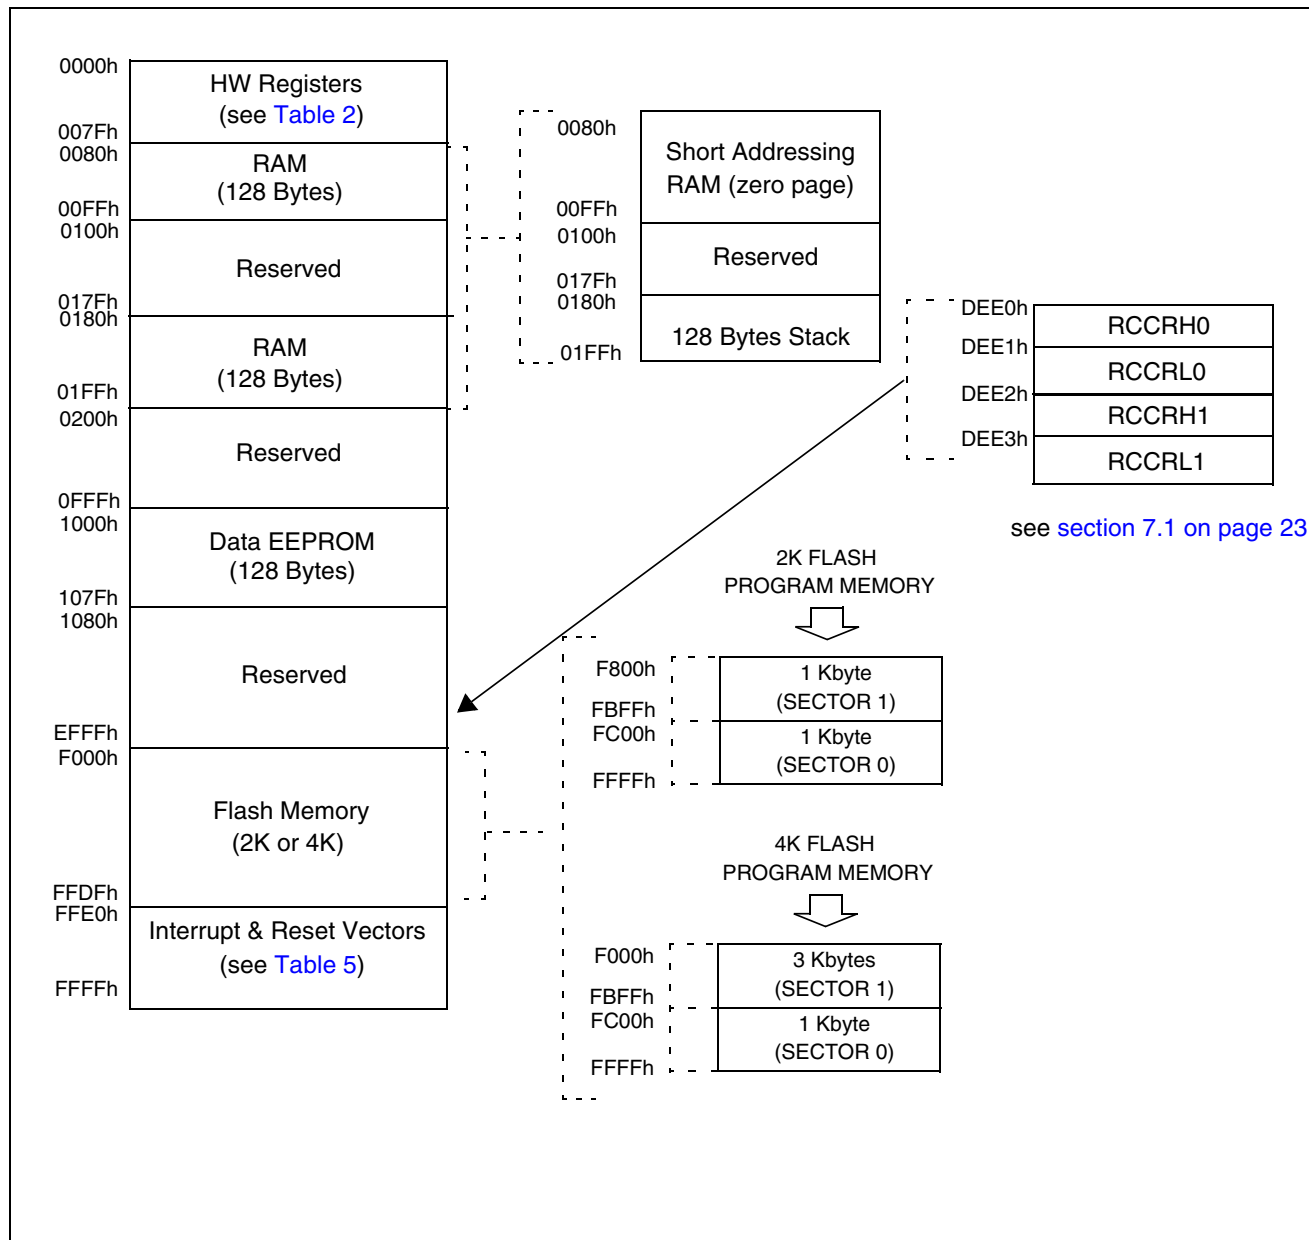 0000h
HW Registers
(see Table 2)
007Fh
0080h
RAM
(128 Bytes)
00FFh
0100h
Reserved
017Fh
0180h
RAM
(128 Bytes)
01FFh
0200h
Reserved
0FFFh
1000h
Data EEPROM
(128 Bytes)
107Fh
1080h
Reserved
EFFFh
F000h
Flash Memory
(2K or 4K)
FFDFh
FFE0h
Interrupt & Reset Vectors
(see Table 5)
FFFFh
0080h
Short Addressing
RAM (zero page)
00FFh
0100h
Reserved
017Fh
0180h
128 Bytes Stack
01FFh
DEE0h
RCCRH0
DEE1h
RCCRL0
DEE2h
RCCRH1
DEE3h
RCCRL1
see section 7.1 on page 23
2K FLASH
PROGRAM MEMORY
F800h
1 Kbyte
(SECTOR 1)
FBFFh
FC00h
1 Kbyte
(SECTOR 0)
FFFFh
4K FLASH
PROGRAM MEMORY
F000h
3 Kbytes
(SECTOR 1)
FBFFh
FC00h
1 Kbyte
(SECTOR 0)
FFFFh